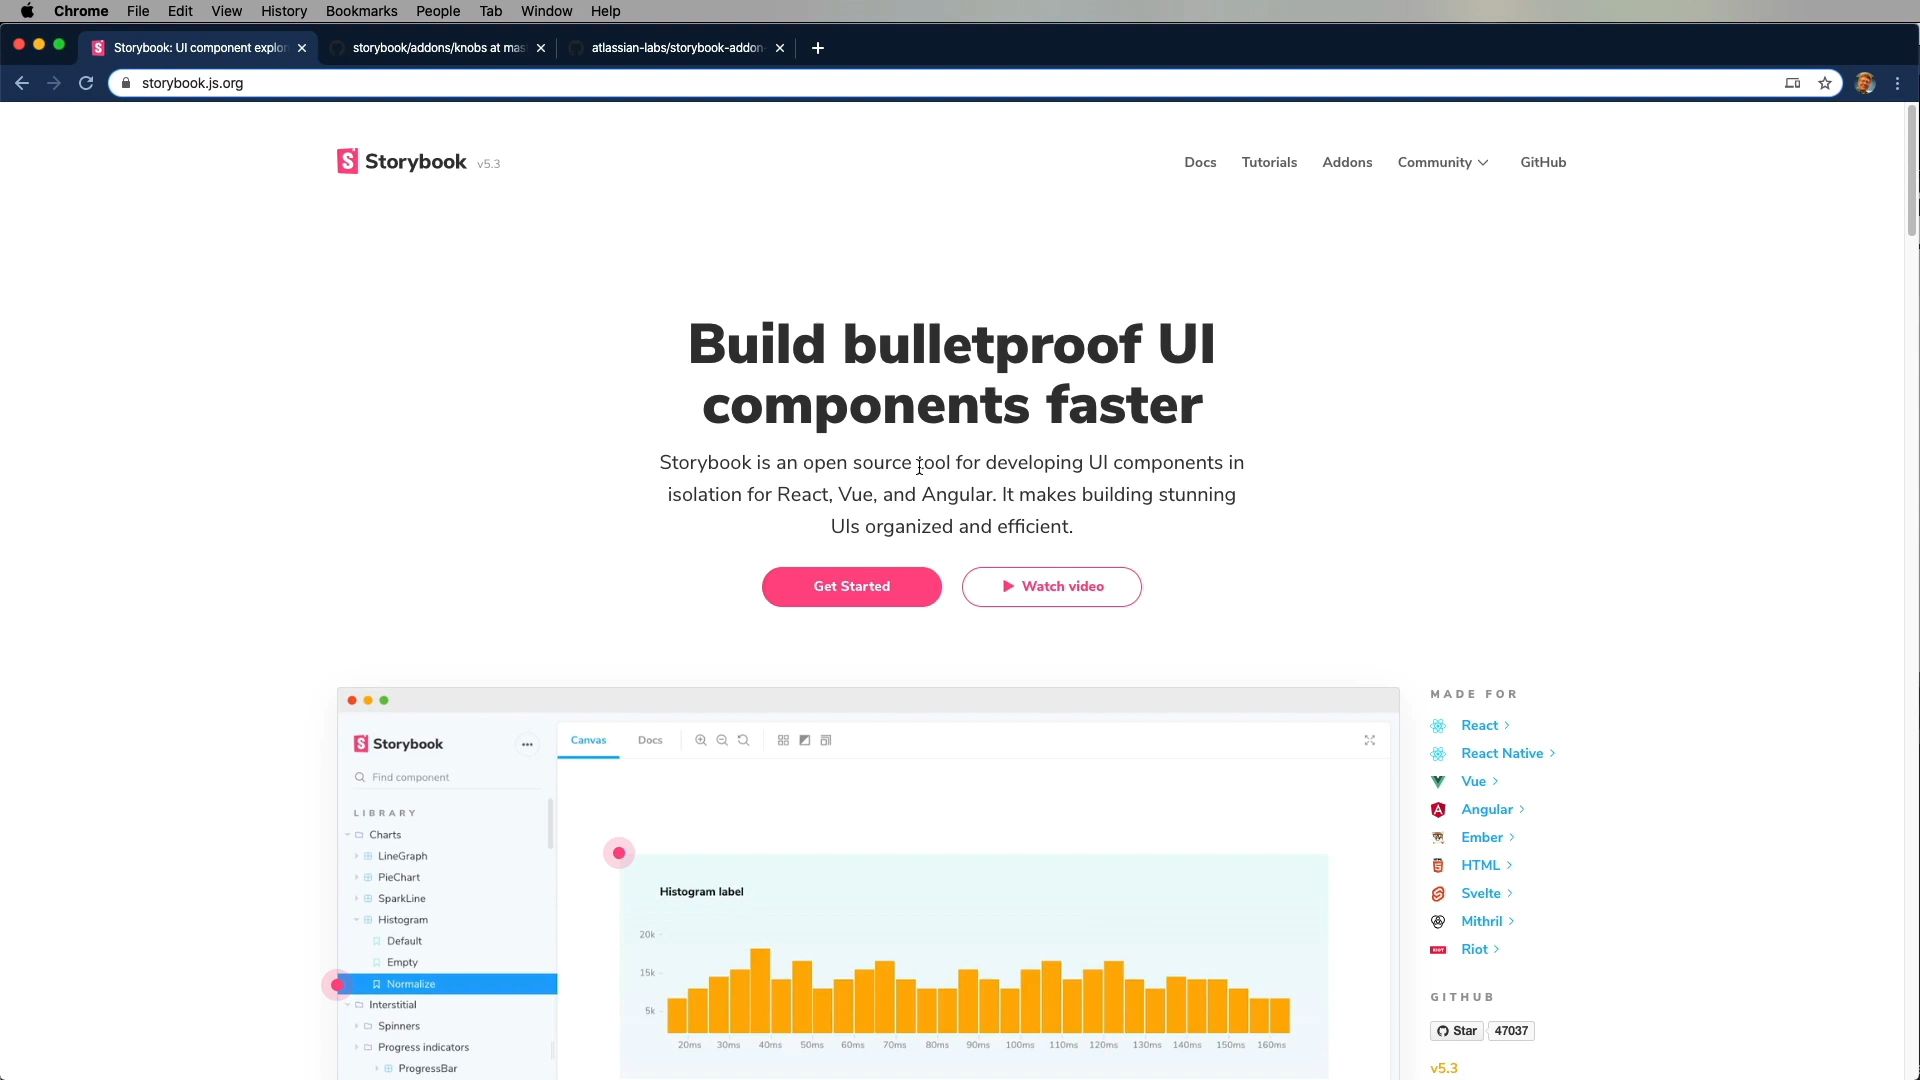 Chrome File Edit View History Bookmarks People Tab Window Help
Storybook: UI component explor
storybook/addons/knobs at mas
atlassian-labs/storybook-addon-
storybook.js.org
Storybook v5.3
Docs Tutorials Addons Community GitHub
Build bulletproof UI
components faster
Storybook is an open source tool for developing UI components in
isolation for React, Vue, and Angular. It makes building stunning
UIs organized and efficient.
Get Started
Watch video
Storybook
Find component
LIBRARY
Charts
LineGraph
PieChart
SparkLine
Histogram
Default
Empty
Normalize
Interstitial
Spinners
Progress indicators
ProgressBar
Canvas Docs
Histogram label
20k
15k
5k
20ms 30ms 40ms 50ms 60ms 70ms 80ms 90ms 100ms 110ms 120ms 130ms 140ms 150ms 160ms
MADE FOR
React
React Native
Vue
Angular
Ember
HTML
Svelte
Mithril
Riot
GITHUB
Star 47037
v5.3